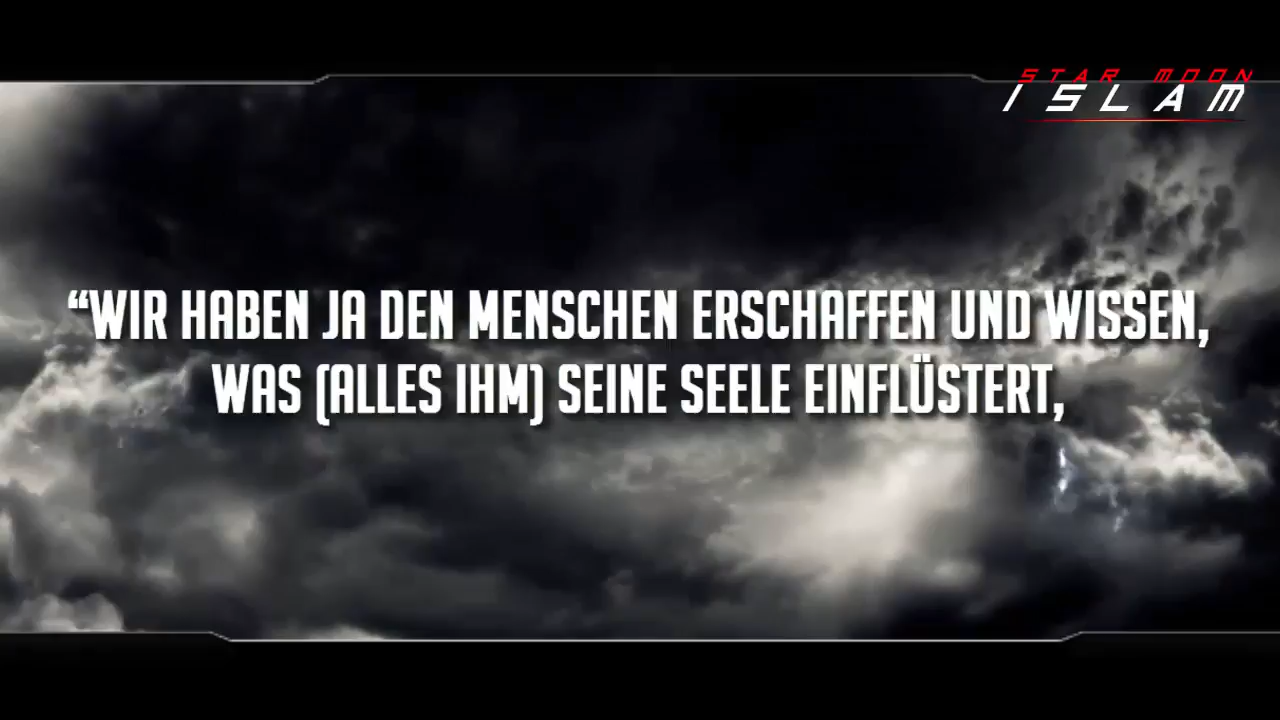 STAR MOON
ISLAM
“WIR HABEN JA DEN MENSCHEN ERSCHAFFEN UND WISSEN,
WAS (ALLES IHM) SEINE SEELE EINFLÜSTERT,